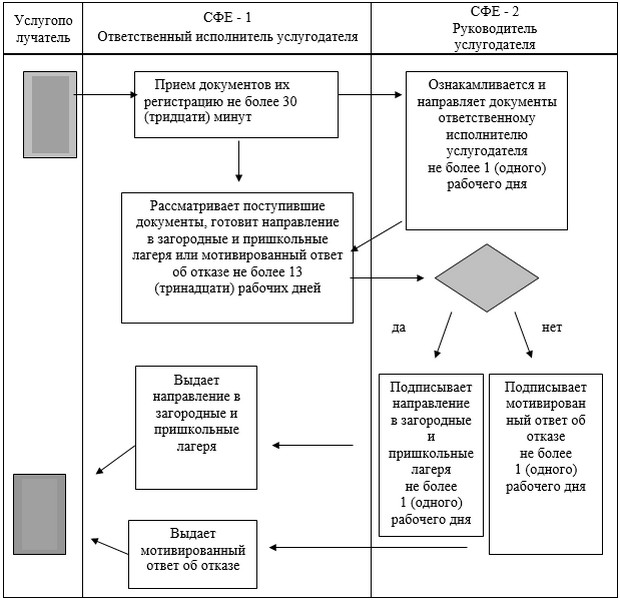 Услугопо
лучатель
СФЕ - 1
Ответственный исполнитель услугодателя
СФЕ - 2
Руководитель
услугодателя
Прием документов их
регистрацию не более 30
(тридцати) минут
Ознакамливается и
направляет документы
ответственному
исполнителю
услугодателя
не более 1 (одного)
рабочего дня
Рассматривает поступившие
документы, готовит направление
в загородные и пришкольные
лагеря или мотивированный ответ
об отказе не более 13
(тринадцати) рабочих дней
да
нет
Выдает
направление в
загородные и
пришкольные
лагеря
Подписывает
направление
в загородные
и
пришкольные
лагеря
не более
1 (одного)
рабочего дня
Подписывает
мотивирован
ный ответ об
отказе
не более
1 (одного)
рабочего дня
Выдает
мотивированный
ответ об отказе